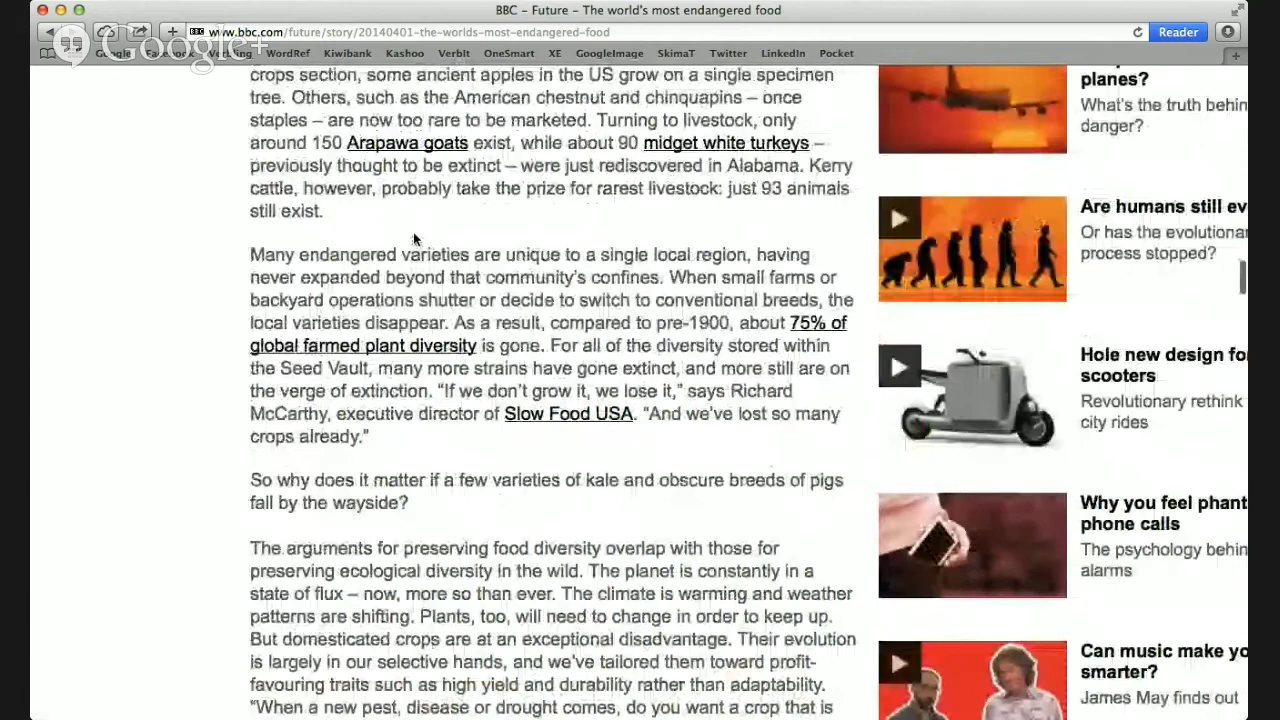 BBC – Future – The world's most endangered food
www.bbc.com/future/story/20140401-the-worlds-most-endangered-food
Reader
Google+
Google
WordRef Kiwibank Kashoo Verblt OneSmart XE GoogleImage SkimaT Twitter LinkedIn Pocket
crops section, some ancient apples in the US grow on a single specimen
tree. Others, such as the American chestnut and chinquapins – once
staples – are now too rare to be marketed. Turning to livestock, only
around 150 Arapawa goats exist, while about 90 midget white turkeys –
previously thought to be extinct – were just rediscovered in Alabama. Kerry
cattle, however, probably take the prize for rarest livestock: just 93 animals
still exist.
Many endangered varieties are unique to a single local region, having
never expanded beyond that community's confines. When small farms or
backyard operations shutter or decide to switch to conventional breeds, the
local varieties disappear. As a result, compared to pre-1900, about 75% of
global farmed plant diversity is gone. For all of the diversity stored within
the Seed Vault, many more strains have gone extinct, and more still are on
the verge of extinction. “If we don't grow it, we lose it,” says Richard
McCarthy, executive director of Slow Food USA. “And we've lost so many
crops already.”
So why does it matter if a few varieties of kale and obscure breeds of pigs
fall by the wayside?
The arguments for preserving food diversity overlap with those for
preserving ecological diversity in the wild. The planet is constantly in a
state of flux – now, more so than ever. The climate is warming and weather
patterns are shifting. Plants, too, will need to change in order to keep up.
But domesticated crops are at an exceptional disadvantage. Their evolution
is largely in our selective hands, and we've tailored them toward profit-
favouring traits such as high yield and durability rather than adaptability.
“When a new pest, disease or drought comes, do you want a crop that is
planes?
What's the truth behin
danger?
Are humans still ev
Or has the evolutionar
process stopped?
Hole new design fo
scooters
Revolutionary rethink
city rides
Why you feel phant
phone calls
The psychology behin
alarms
Can music make yo
smarter?
James May finds out